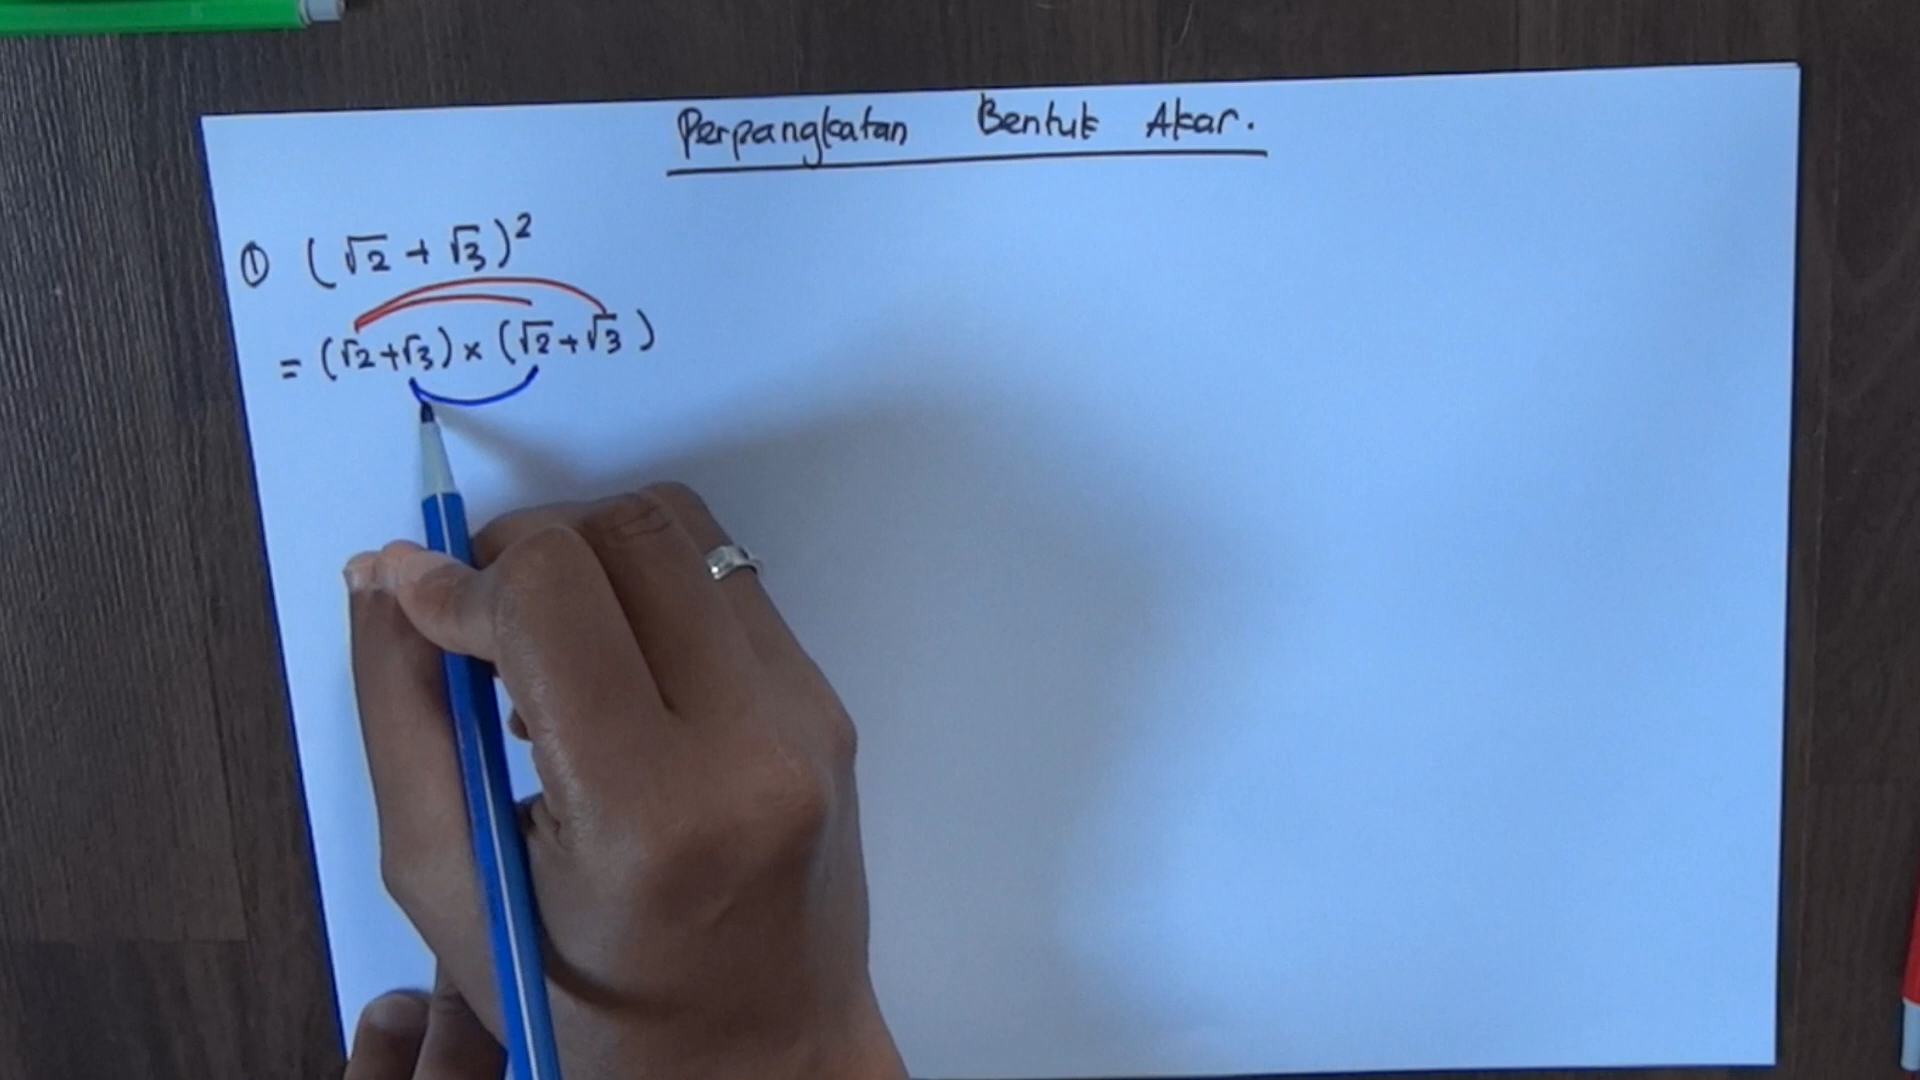 Perpangkatan Bentuk Akar.
① (√2 + √3)²
= (√2+√3) × (√2+√3)